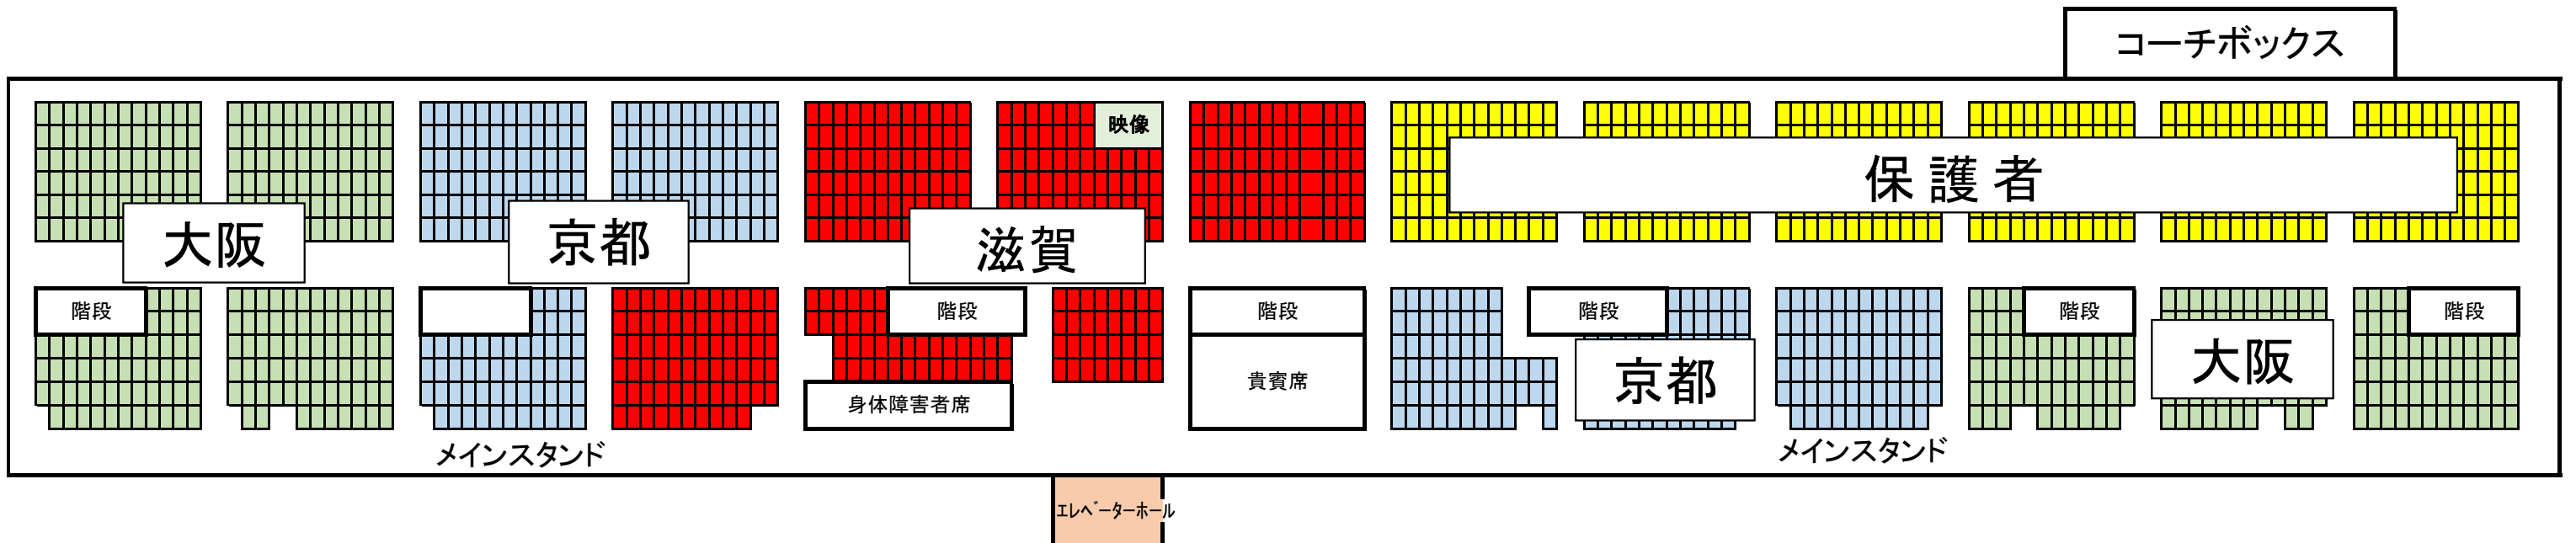 コーチボックス
映像
保護者
大阪
京都
滋賀
階段
階段
階段
階段
階段
階段
貴賓席
京都
大阪
身体障害者席
メインスタンド
メインスタンド
ｴﾚﾍﾞｰﾀｰﾎｰﾙ